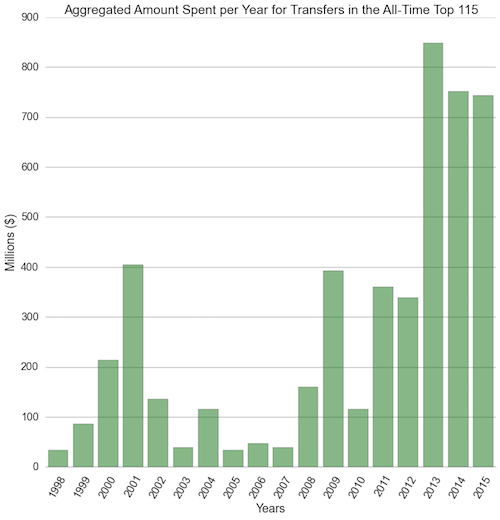 Aggregated Amount Spent per Year for Transfers in the All-Time Top 115
900
800
700
600
500
400
300
200
100
0
Millions ($)
1998 1999 2000 2001 2002 2003 2004 2005 2006 2007 2008 2009 2010 2011 2012 2013 2014 2015
Years